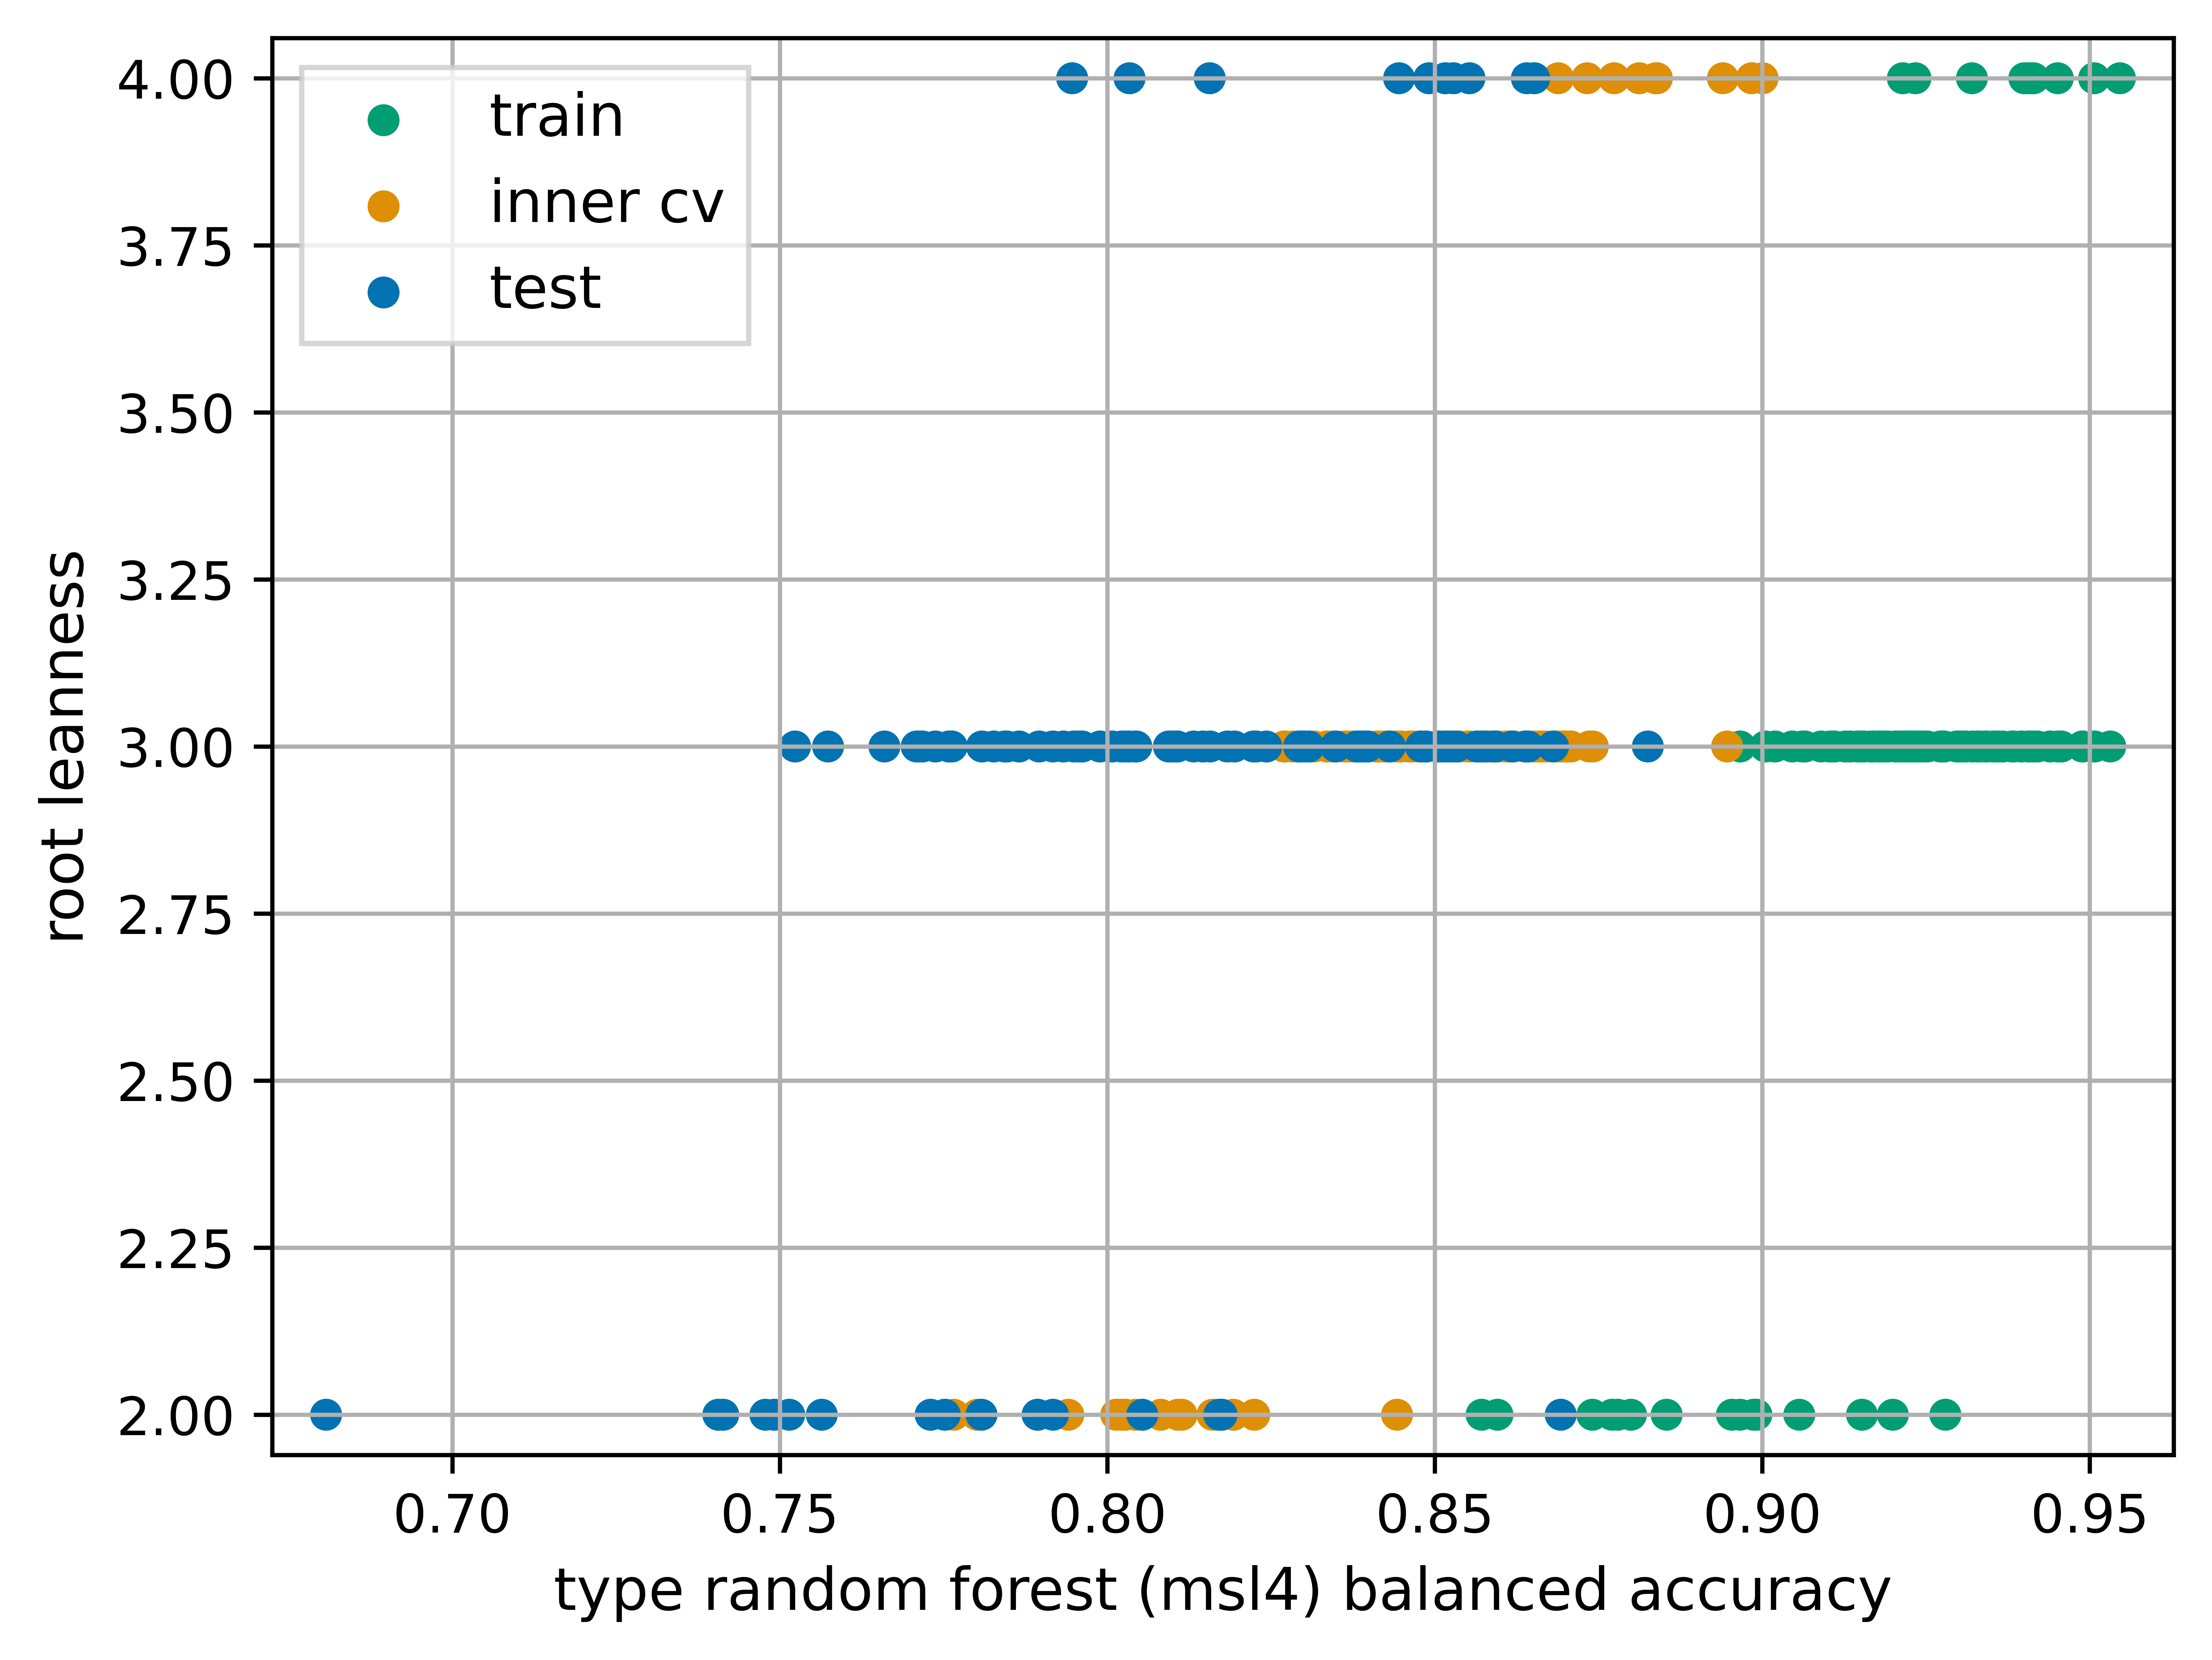 4.00
3.75
3.50
3.25
3.00
2.75
2.50
2.25
2.00
root leanness
train
inner cv
test
0.70 0.75 0.80 0.85 0.90 0.95
type random forest (msl4) balanced accuracy